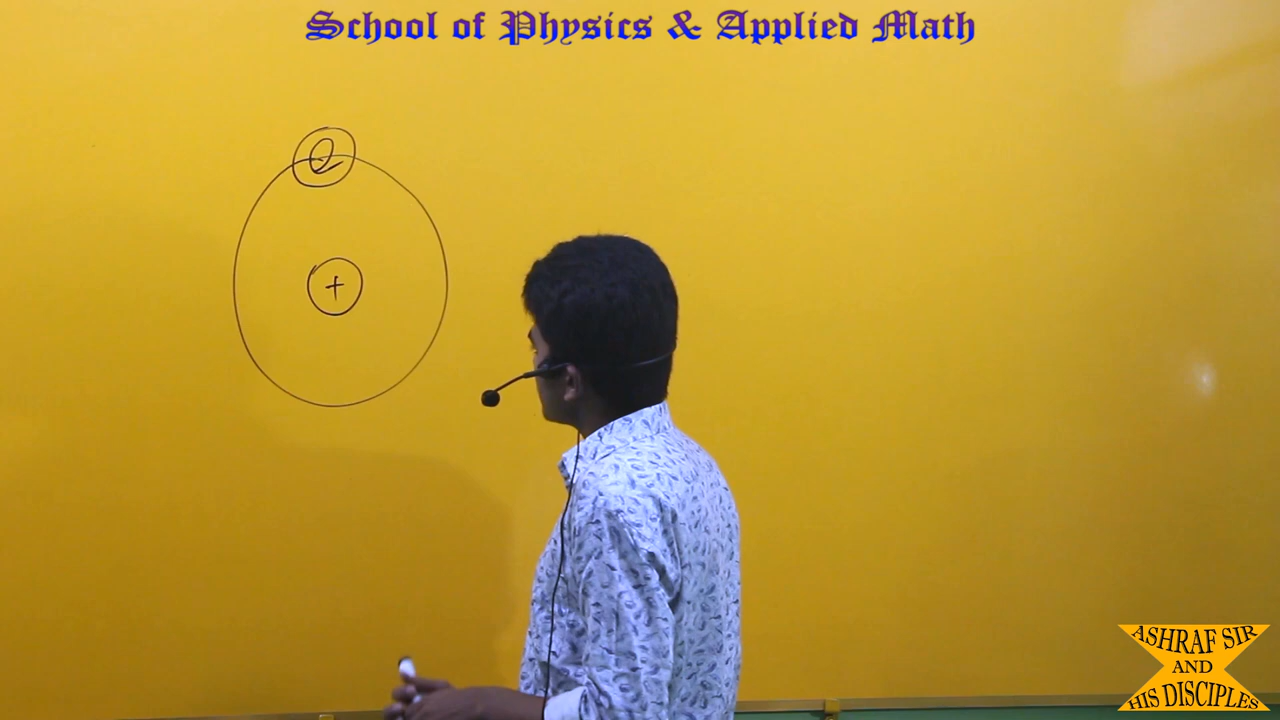 School of Physics & Applied Math
+
ASHRAF SIR
AND
HIS DISCIPLES